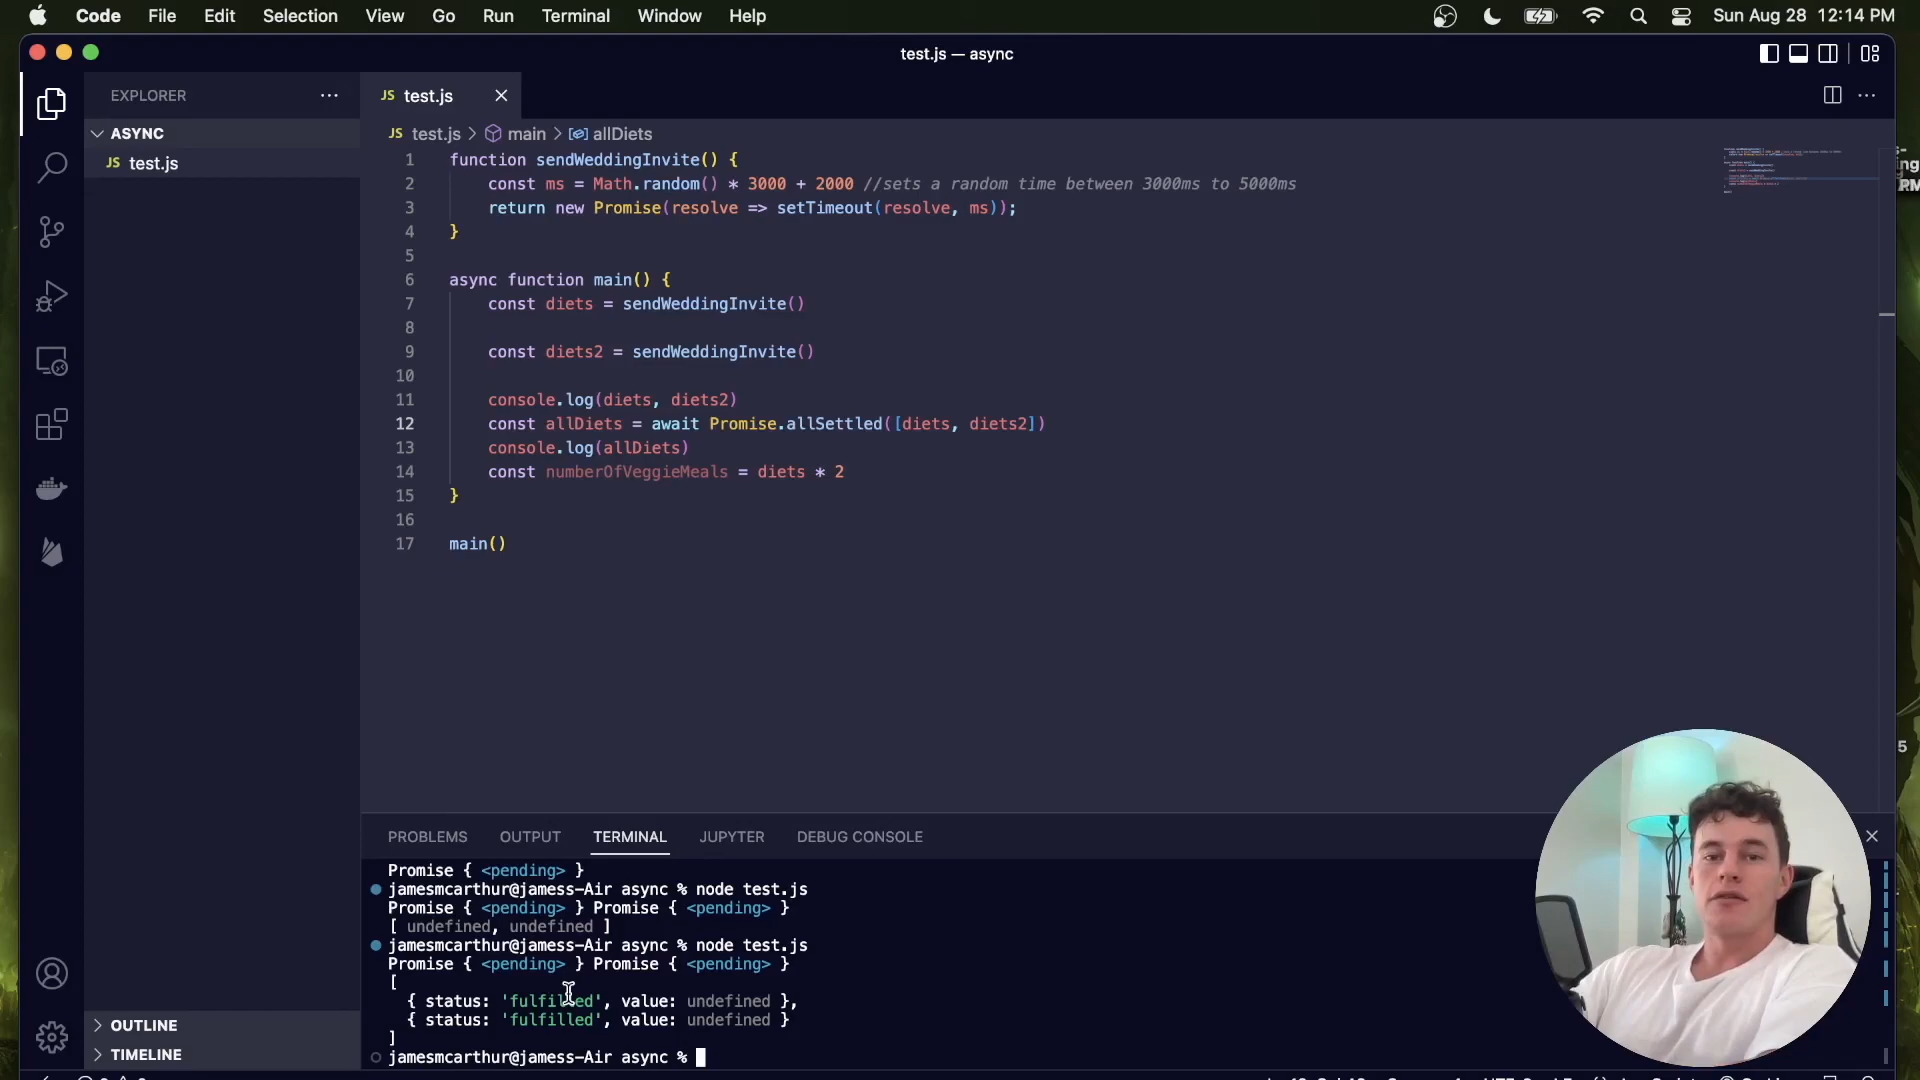 Code File Edit Selection View Go Run Terminal Window Help Sun Aug 28 12:14 PM
test.js — async
EXPLORER
ASYNC
JS test.js
JS test.js
JS test.js > main > allDiets
1 function sendWeddingInvite() {
2 const ms = Math.random() * 3000 + 2000 //sets a random time between 3000ms to 5000ms
3 return new Promise(resolve => setTimeout(resolve, ms));
4 }
5
6 async function main() {
7 const diets = sendWeddingInvite()
8
9 const diets2 = sendWeddingInvite()
10
11 console.log(diets, diets2)
12 const allDiets = await Promise.allSettled([diets, diets2])
13 console.log(allDiets)
14 const numberOfVeggieMeals = diets * 2
15 }
16
17 main()
PROBLEMS OUTPUT TERMINAL JUPYTER DEBUG CONSOLE
Promise { <pending> }
jamesmcarthur@jamess-Air async % node test.js
Promise { <pending> } Promise { <pending> }
[ undefined, undefined ]
jamesmcarthur@jamess-Air async % node test.js
Promise { <pending> } Promise { <pending> }
[
{ status: 'fulfilled', value: undefined },
{ status: 'fulfilled', value: undefined }
]
jamesmcarthur@jamess-Air async %
OUTLINE
TIMELINE